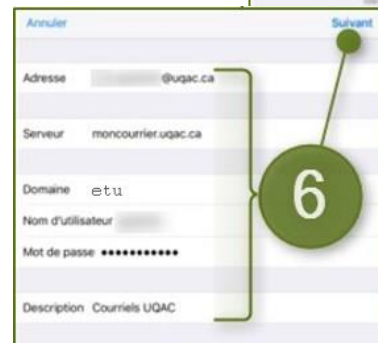 Annuler Suivant
Adresse @uqac.ca
Serveur moncourrier.uqac.ca
Domaine etu
Nom d'utilisateur
Mot de passe •••••••••••
Description Courriels UQAC
6